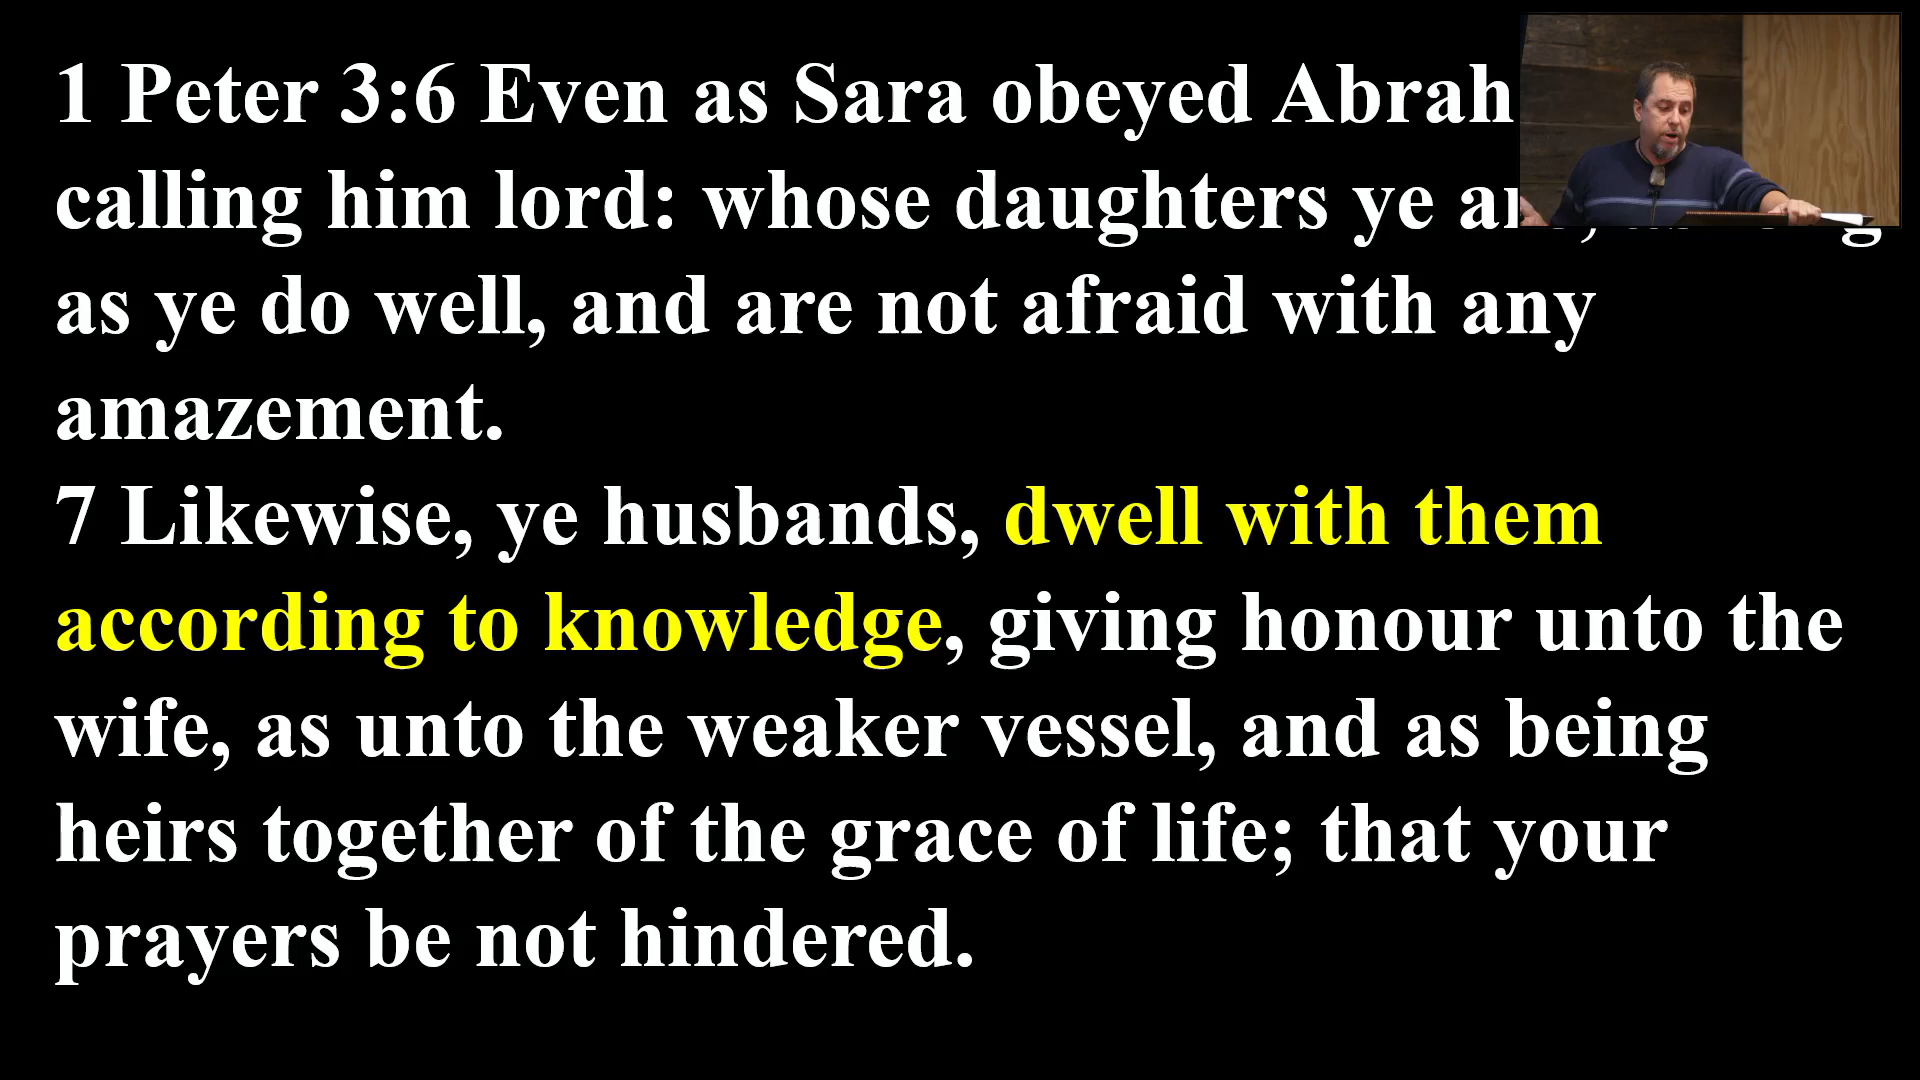 1 Peter 3:6 Even as Sara obeyed Abrah
calling him lord: whose daughters ye
as ye do well, and are not afraid with any
amazement.
7 Likewise, ye husbands, dwell with them
according to knowledge, giving honour unto the
wife, as unto the weaker vessel, and as being
heirs together of the grace of life; that your
prayers be not hindered.